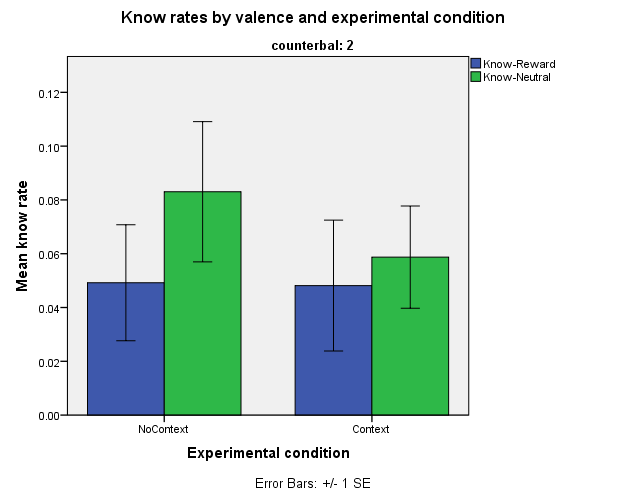 Know rates by valence and experimental condition
counterbal: 2
Know-Reward
Know-Neutral
Mean know rate
0.12
0.10
0.08
0.06
0.04
0.02
0.00
NoContext
Context
Experimental condition
Error Bars: +/- 1 SE